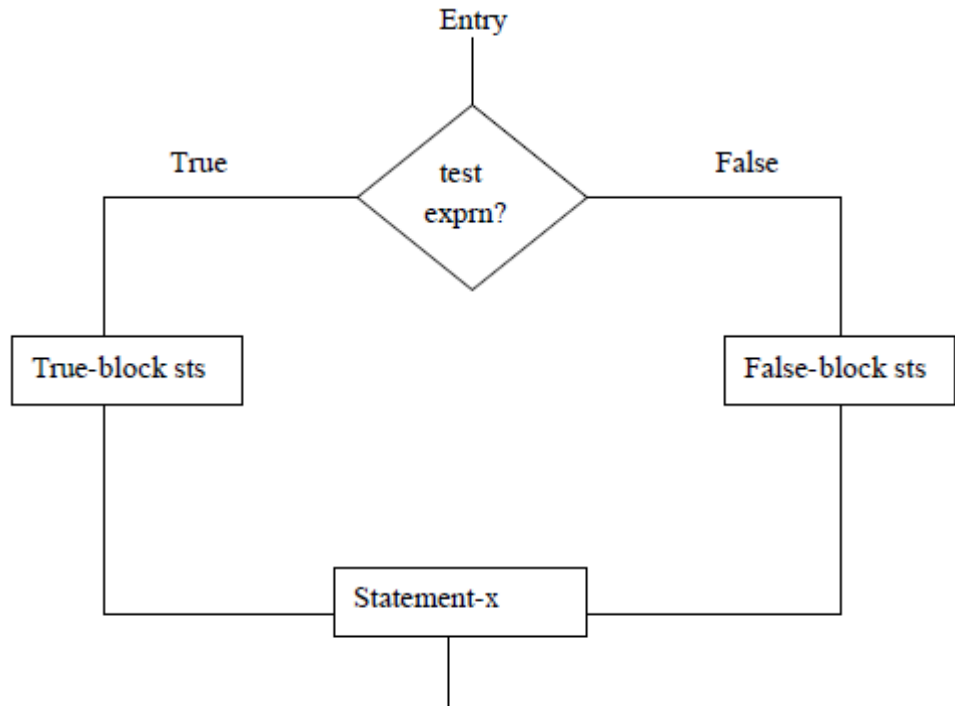 Entry
True
False
test
exprn?
True-block sts
False-block sts
Statement-x